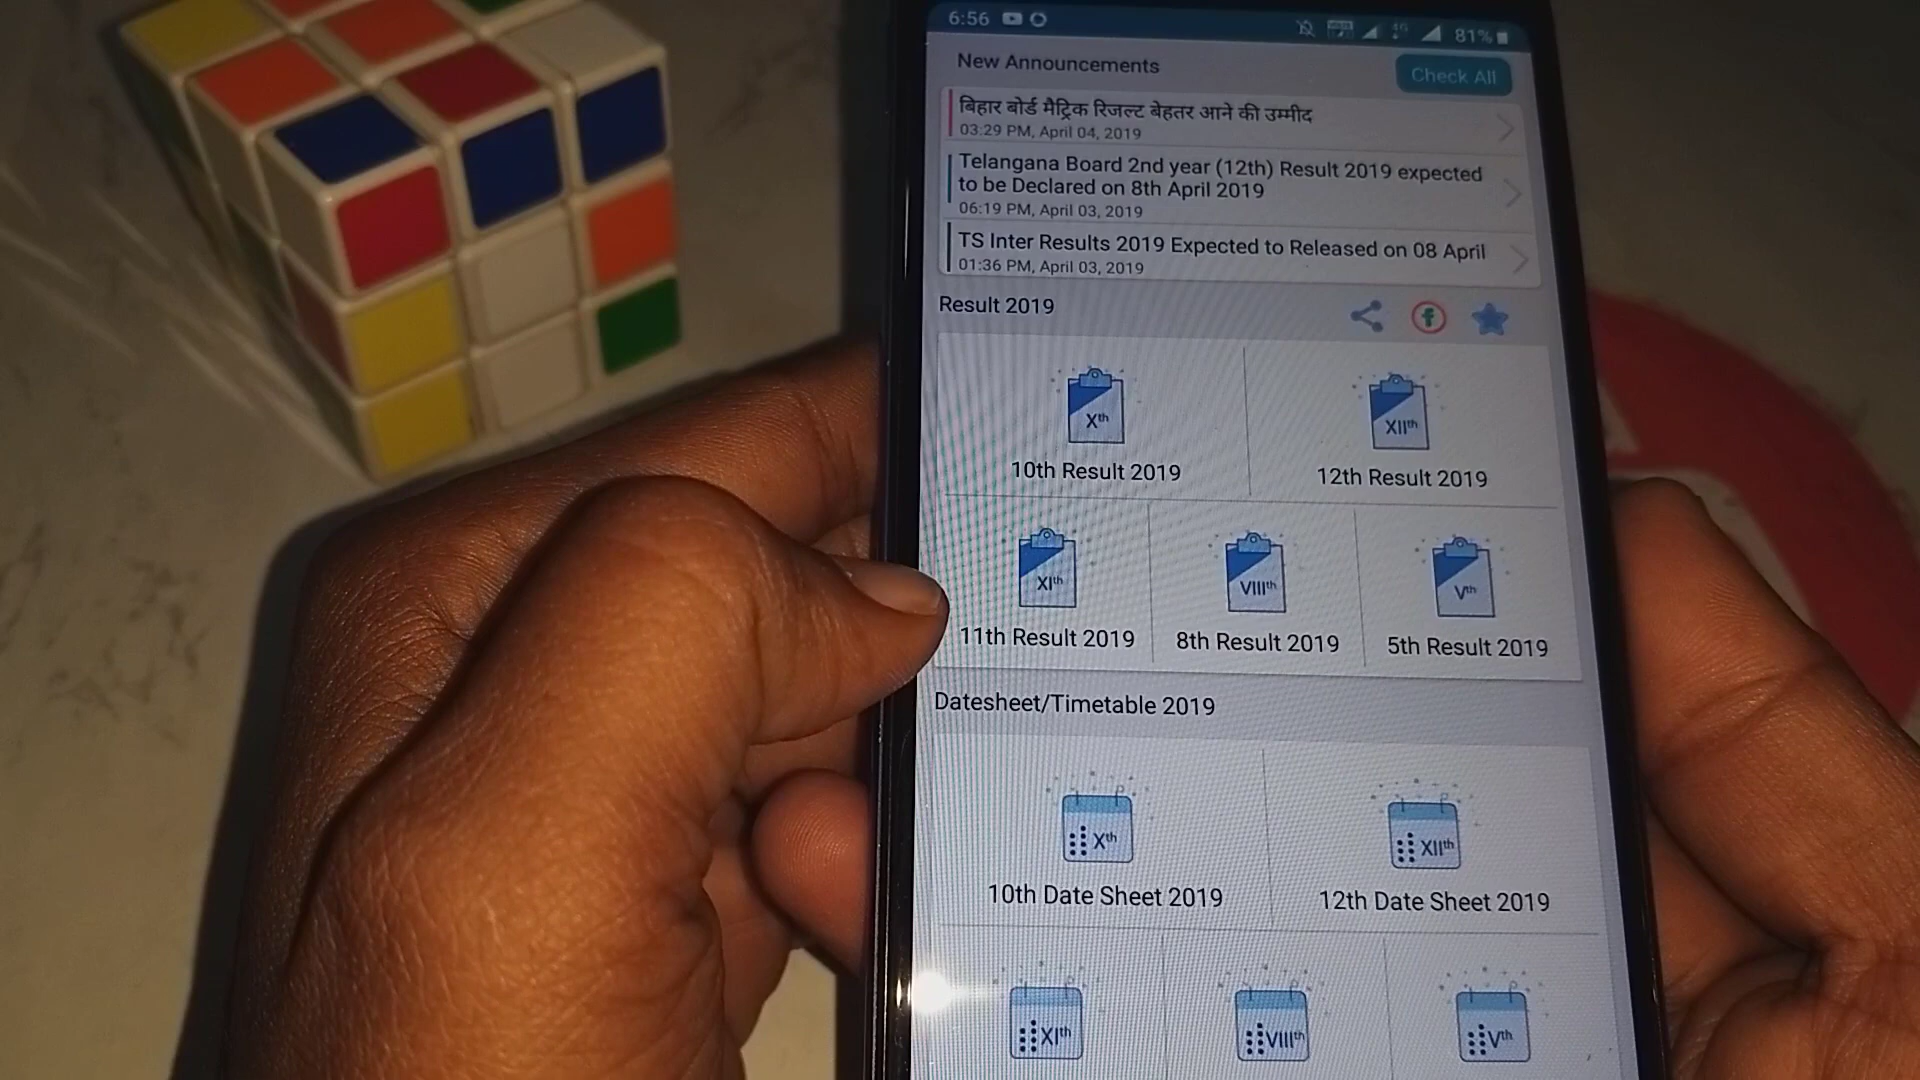 6:56
4G
81%
New Announcements
Check All
बिहार बोर्ड मैट्रिक रिजल्ट बेहतर आने की उम्मीद
03:29 PM, April 04, 2019
Telangana Board 2nd year (12th) Result 2019 expected
to be Declared on 8th April 2019
06:19 PM, April 03, 2019
TS Inter Results 2019 Expected to Released on 08 April
01:36 PM, April 03, 2019
Result 2019
Xth
XIIth
10th Result 2019
12th Result 2019
XIth
VIIIth
Vth
11th Result 2019
8th Result 2019
5th Result 2019
Datesheet/Timetable 2019
Xth
XIIth
10th Date Sheet 2019
12th Date Sheet 2019
XIth
VIIIth
Vth